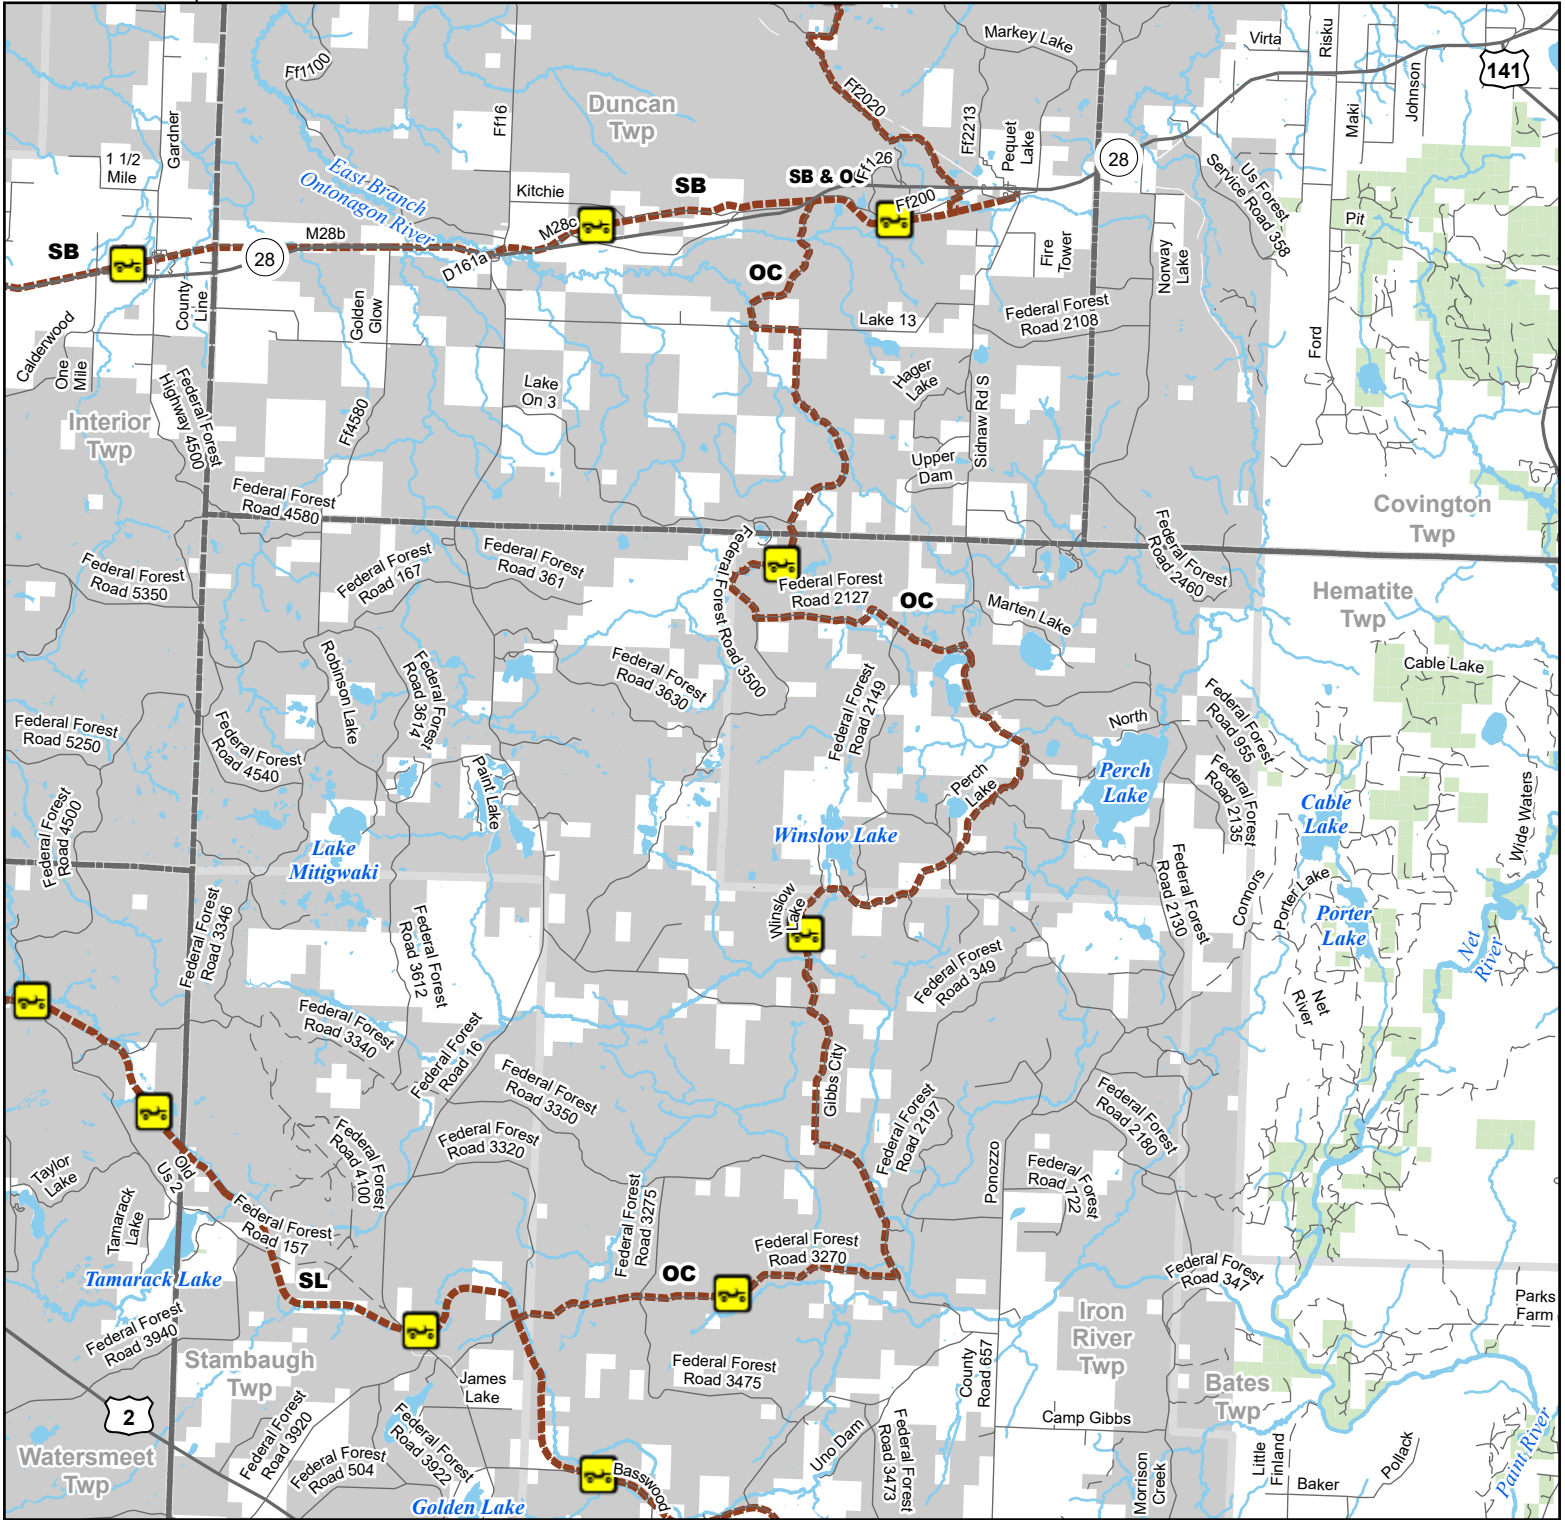 Markey Lake
Virta
Risku
141
Ff1100
Ff16
Duncan
Twp
Ff2020
Ff2213
Pequet
Lake
Maki
Johnson
Gardner
1 1/2
Mile
East Branch
Ontonagon River
Kitchie
SB
SB & O
Ff126
Ff200
28
Us Forest
Service Road 358
Pit
SB
28
M28b
M28c
D161a
OC
Fire
Tower
Norway
Lake
Calderwood
One
Mile
County
Line
Golden
Glow
Lake 13
Federal Forest
Road 2108
Ford
Interior
Twp
Federal Forest
Highway 4500
Ff4580
Lake
On 3
Hager
Lake
Sidnaw Rd S
Upper
Dam
Federal Forest
Road 4580
Covington
Twp
Federal Forest
Road 5350
Federal Forest
Road 167
Federal Forest
Road 361
Federal Forest Road 3500
Federal Forest
Road 2127
OC
Federal Forest
Road 2460
Marten Lake
Hematite
Twp
Robinson Lake
Federal Forest
Road 3614
Federal Forest
Road 3630
Federal Forest
Road 2149
Cable Lake
Federal Forest
Road 5250
Federal Forest
Road 4540
Paint Lake
North
Federal Forest
Road 955
Perch
Lake
Perch
Lake
Federal Forest
Road 2135
Cable
Lake
Wide Waters
Federal Forest
Road 4500
Lake
Mitigwaki
Winslow Lake
Federal Forest
Road 2130
Connors
Porter Lake
Porter
Lake
Winslow
Lake
Net
River
Federal Forest
Road 3346
Federal Forest
Road 3612
Federal Forest
Road 349
Net
River
Federal Forest
Road 3340
Federal Forest
Road 16
Gibbs City
Federal Forest
Road 3350
Federal Forest
Road 2197
Federal Forest
Road 2180
Federal Forest
Road 3320
Federal Forest
Road 4100
Taylor
Lake
Old
Us 2
Ponozzo
Federal Forest
Road 722
Tamarack
Lake
Federal Forest
Road 157
Federal Forest
Road 3275
Federal Forest
Road 3270
Tamarack Lake
SL
OC
Federal Forest
Road 347
Parks
Farm
Federal Forest
Road 3940
Iron
River
Twp
Stambaugh
Twp
James
Lake
Federal Forest
Road 3475
County
Road 657
Bates
Twp
2
Camp Gibbs
Federal Forest
Road 3920
Federal Forest
Road 3922
Uno Dam
Federal Forest
Road 3473
Watersmeet
Twp
Federal Forest
Road 504
Basswood
Morrison
Creek
Little
Finland
Baker
Pollack
Paint River
Golden Lake